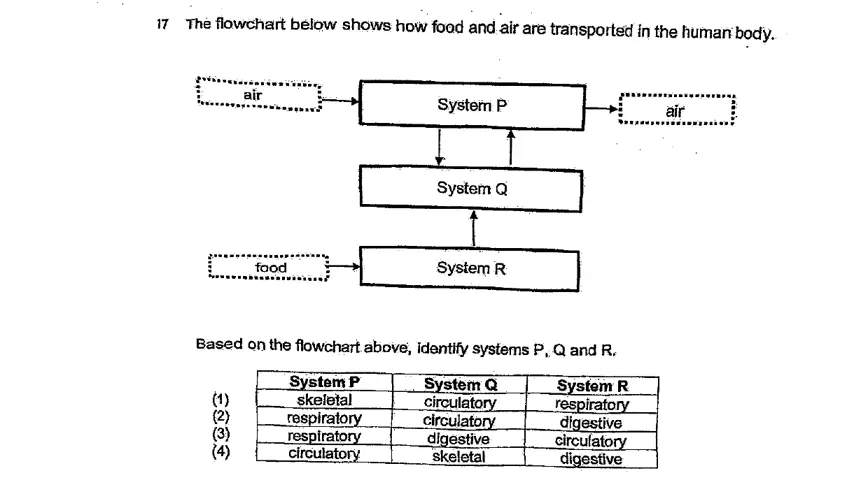 17 The flowchart below shows how food and air are transported in the human body.
air
System P
air
System Q
food
System R
Based on the flowchart above, identify systems P, Q and R.
System P System Q System R
(1) skeletal circulatory respiratory
(2) respiratory circulatory digestive
(3) respiratory digestive circulatory
(4) circulatory skeletal digestive